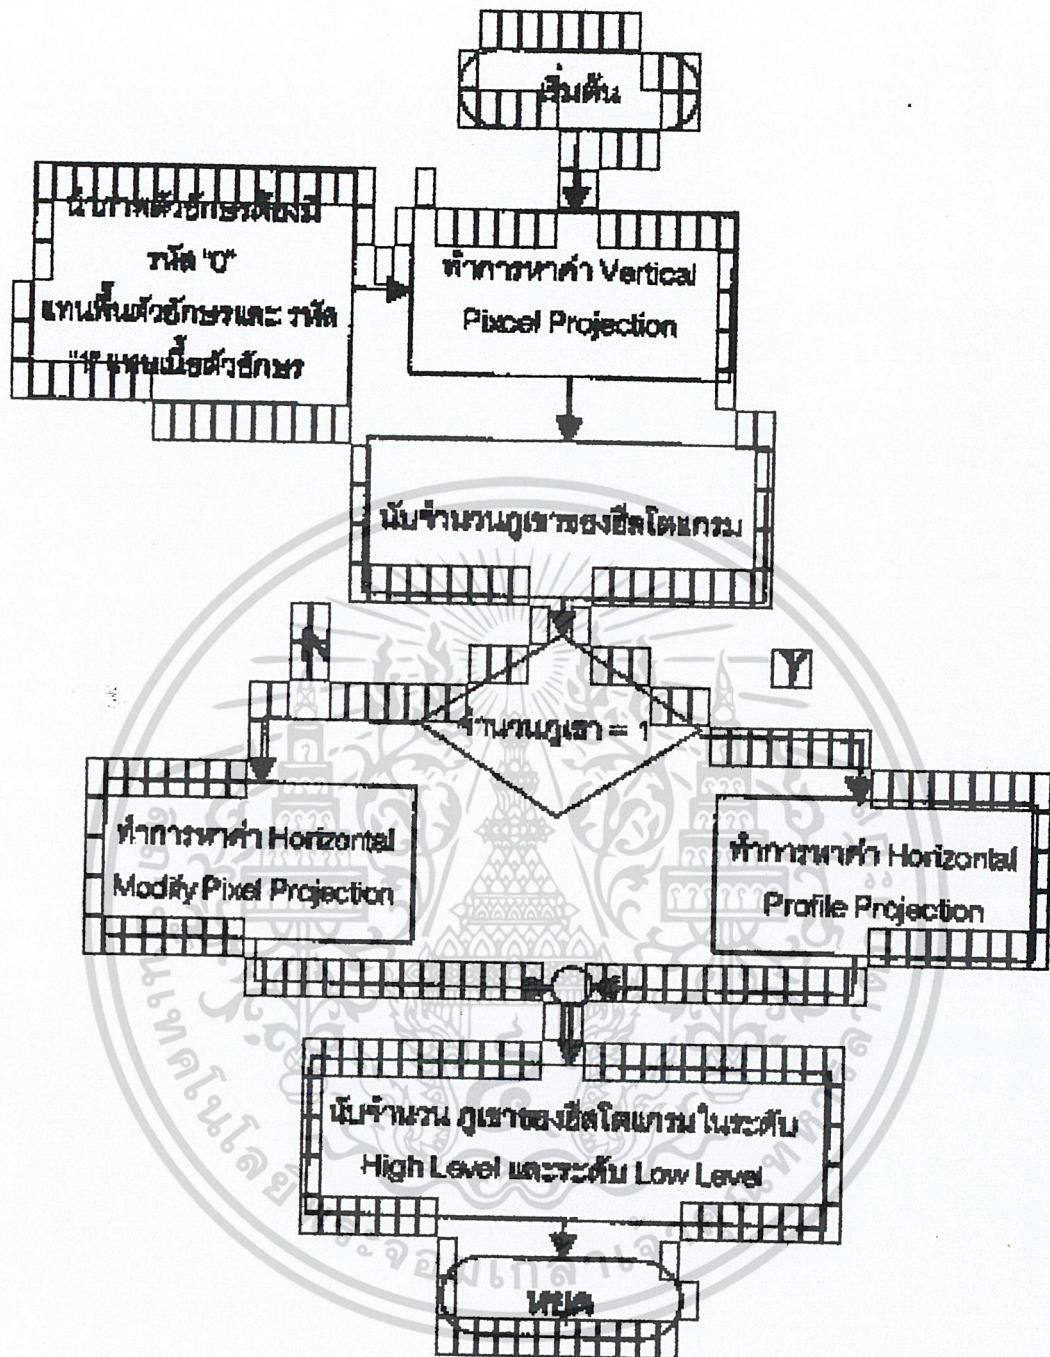 เริ่มต้น
นำภาพตัวอักษรต้องมี
รหัส "0"
แทนพื้นตัวอักษรและ รหัส
"1" แทนเนื้อตัวอักษร
ทำการหาค่า Vertical
Pixcel Projection
นับจำนวนภูเขาของฮีสโตแกรม
N
Y
จำนวนภูเขา = 1
ทำการหาค่า Horizontal
Modify Pixel Projection
ทำการหาค่า Horizontal
Profile Projection
นับจำนวน ภูเขาของฮีสโตแกรม ในระดับ
High Level และระดับ Low Level
หยุด